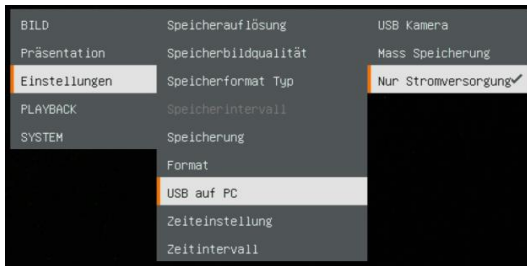 BILD
Präsentation
Einstellungen
PLAYBACK
SYSTEM
Speicherauflösung
Speicherbildqualität
Speicherformat Typ
Speicherintervall
Speicherung
Format
USB auf PC
Zeiteinstellung
Zeitintervall
USB Kamera
Mass Speicherung
Nur Stromversorgung✓